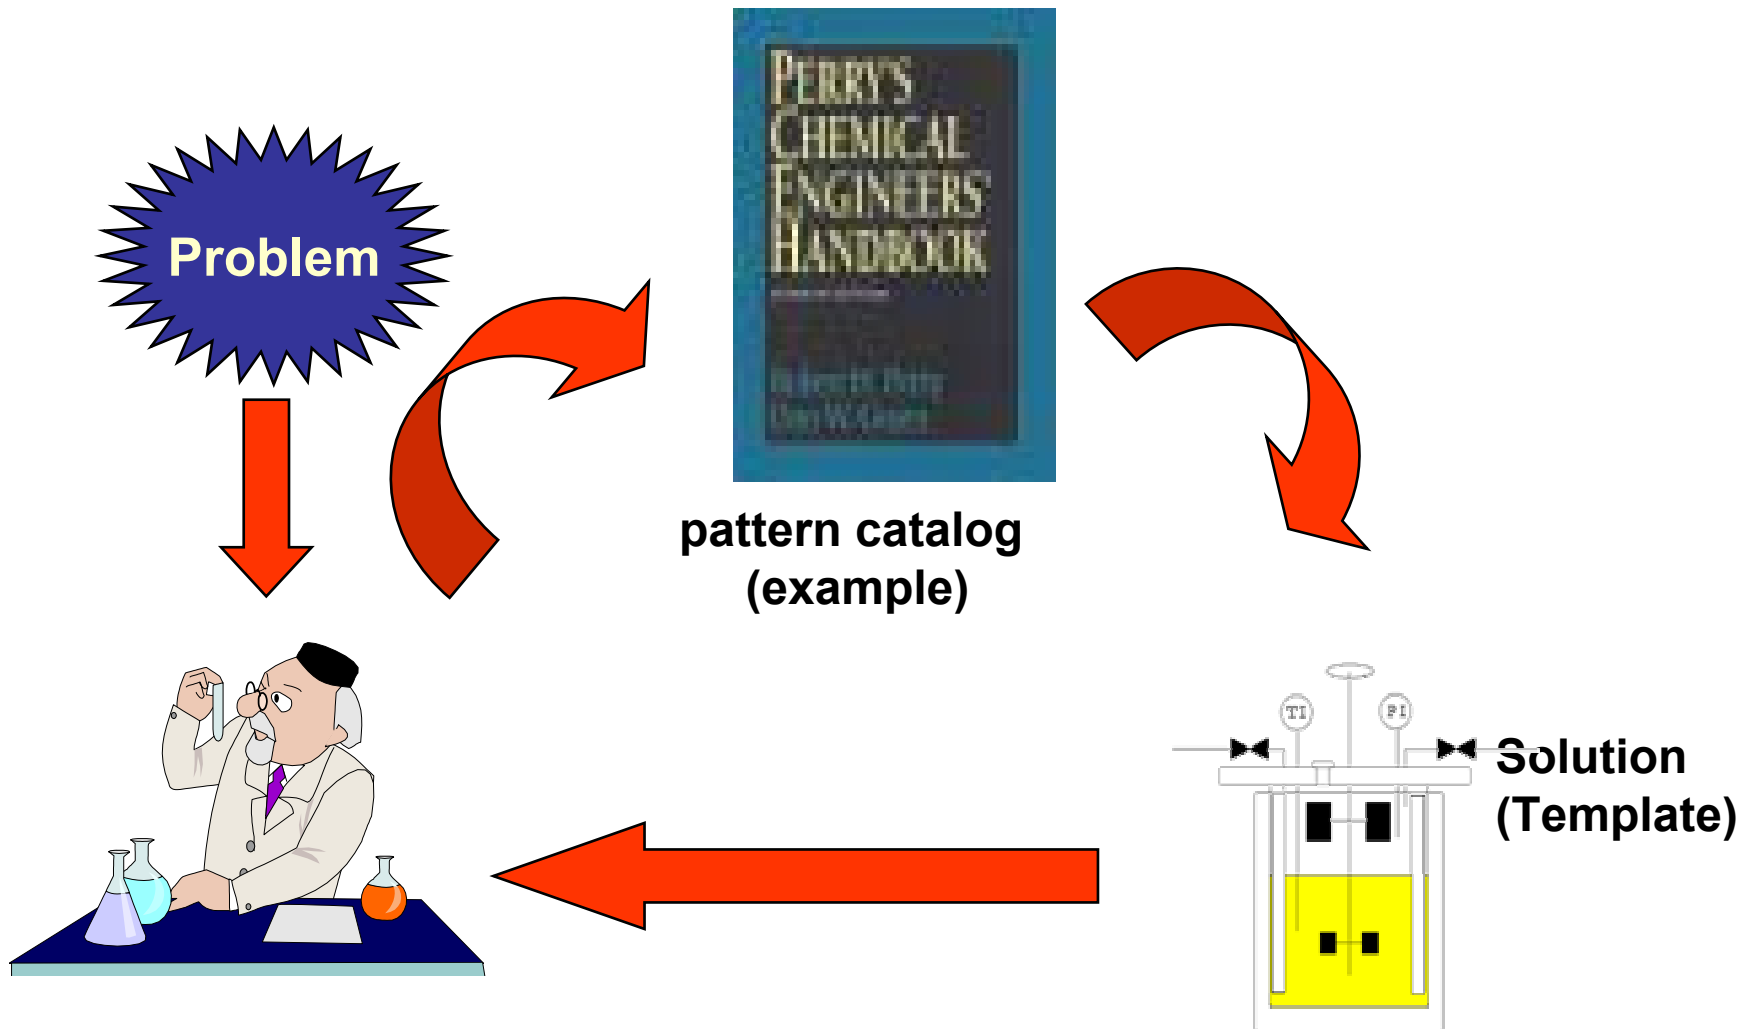 Problem
PERRY'S
CHEMICAL
ENGINEERS'
HANDBOOK
pattern catalog
(example)
TI
PI
Solution
(Template)